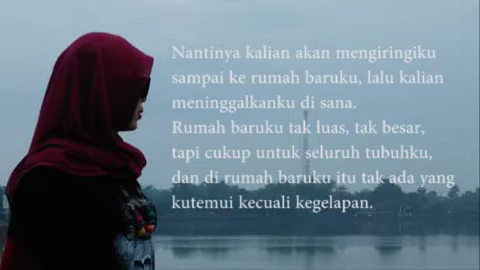 Nantinya kalian akan mengiringiku
sampai ke rumah baruku, lalu kalian
meninggalkanku di sana.
Rumah baruku tak luas, tak besar,
tapi cukup untuk seluruh tubuhku,
dan di rumah baruku itu tak ada yang
kutemui kecuali kegelapan.